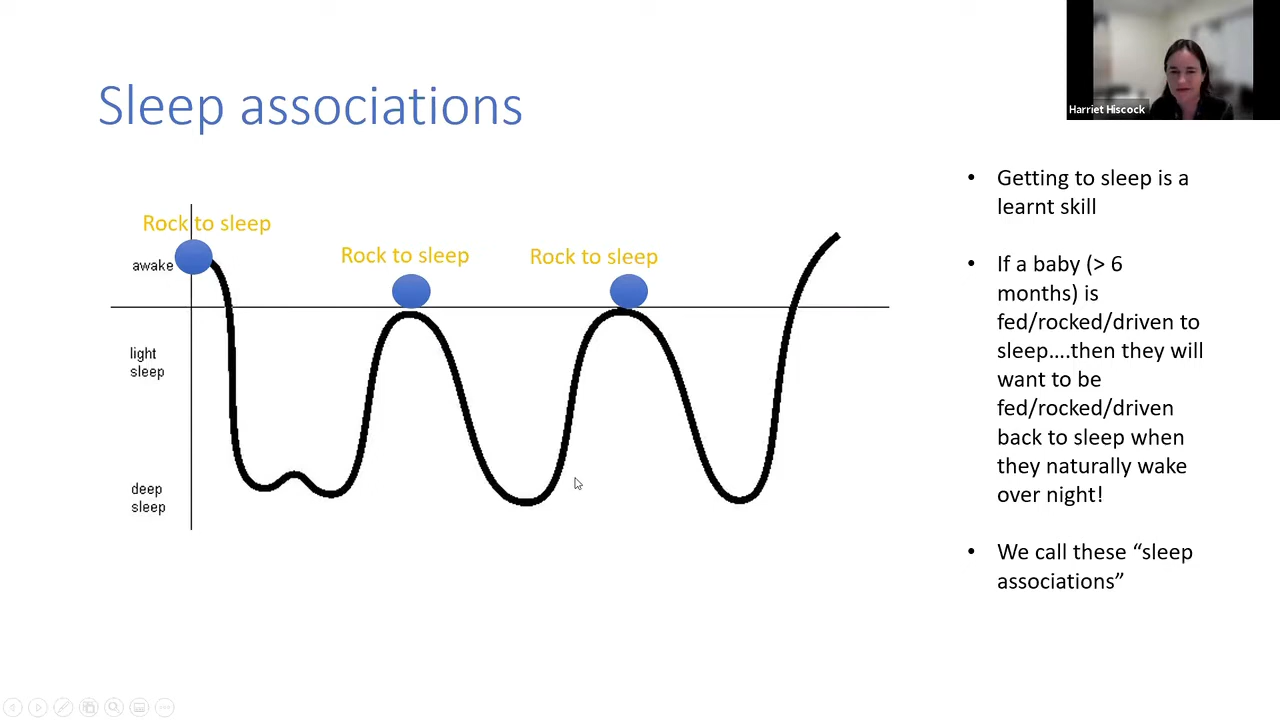 Harriet Hiscock
Sleep associations
Rock to sleep
Rock to sleep
Rock to sleep
awake
light
sleep
deep
sleep
• Getting to sleep is a
learnt skill
• If a baby (> 6
months) is
fed/rocked/driven to
sleep....then they will
want to be
fed/rocked/driven
back to sleep when
they naturally wake
over night!
• We call these “sleep
associations”